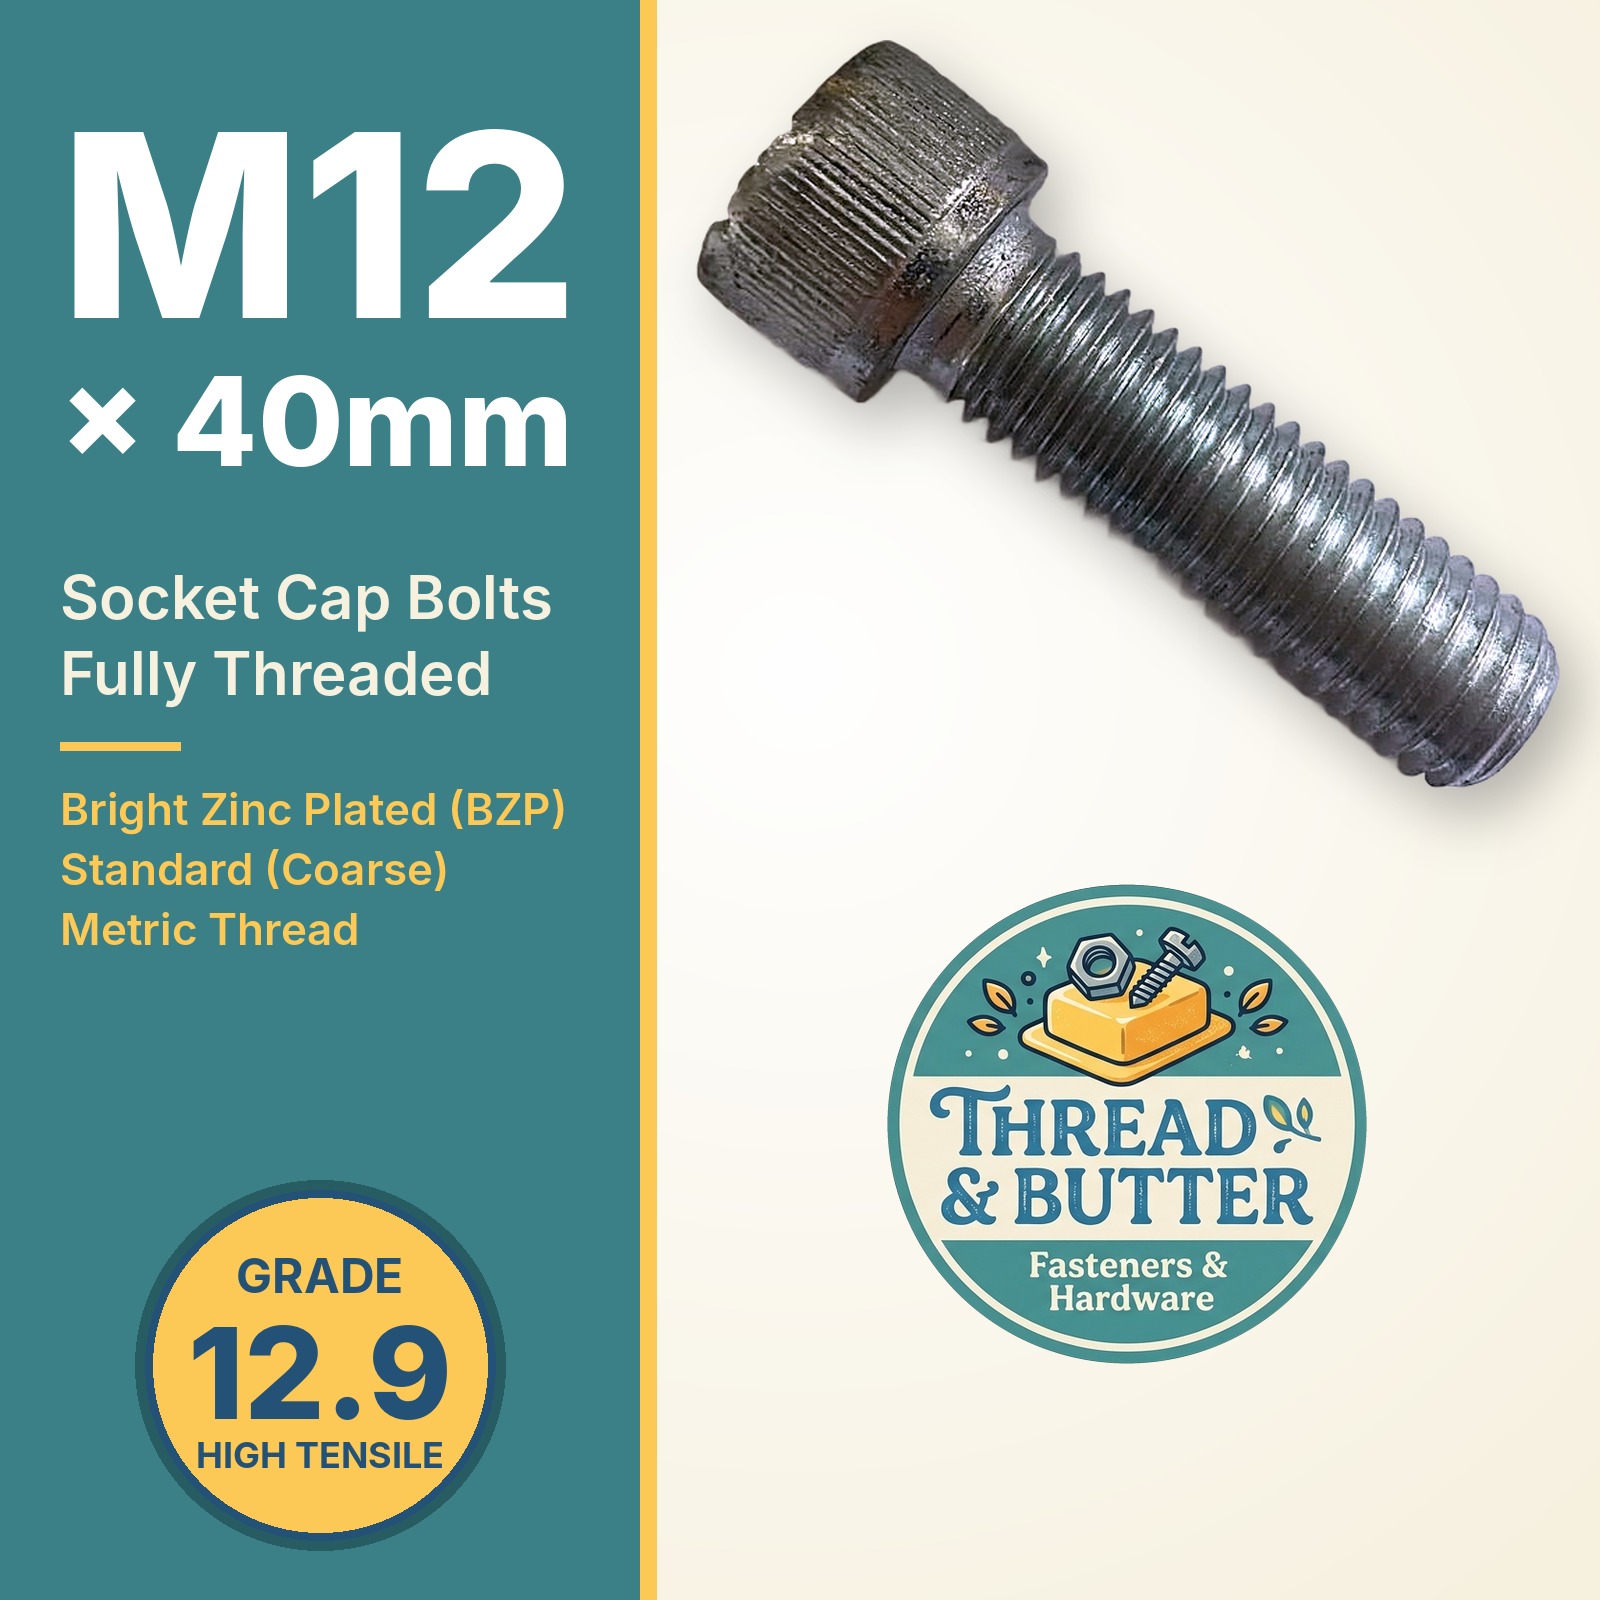 M12
× 40mm
Socket Cap Bolts
Fully Threaded
Bright Zinc Plated (BZP)
Standard (Coarse)
Metric Thread
GRADE
12.9
HIGH TENSILE
THREAD
& BUTTER
Fasteners &
Hardware